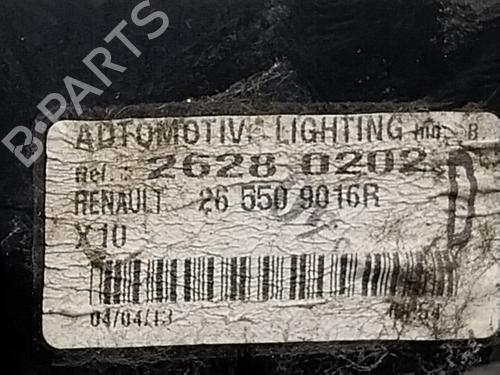 B-PARTS
AUTOMOTIVE LIGHTING
Ref. : 2628 0202
D
RENAULT 26 550 9016R
X10
04/04/13